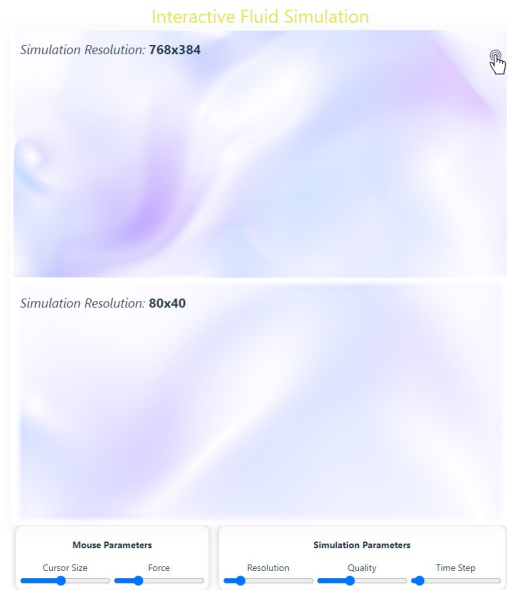 Interactive Fluid Simulation
Simulation Resolution: 768x384
Simulation Resolution: 80x40
Mouse Parameters
Cursor Size Force
Simulation Parameters
Resolution Quality Time Step